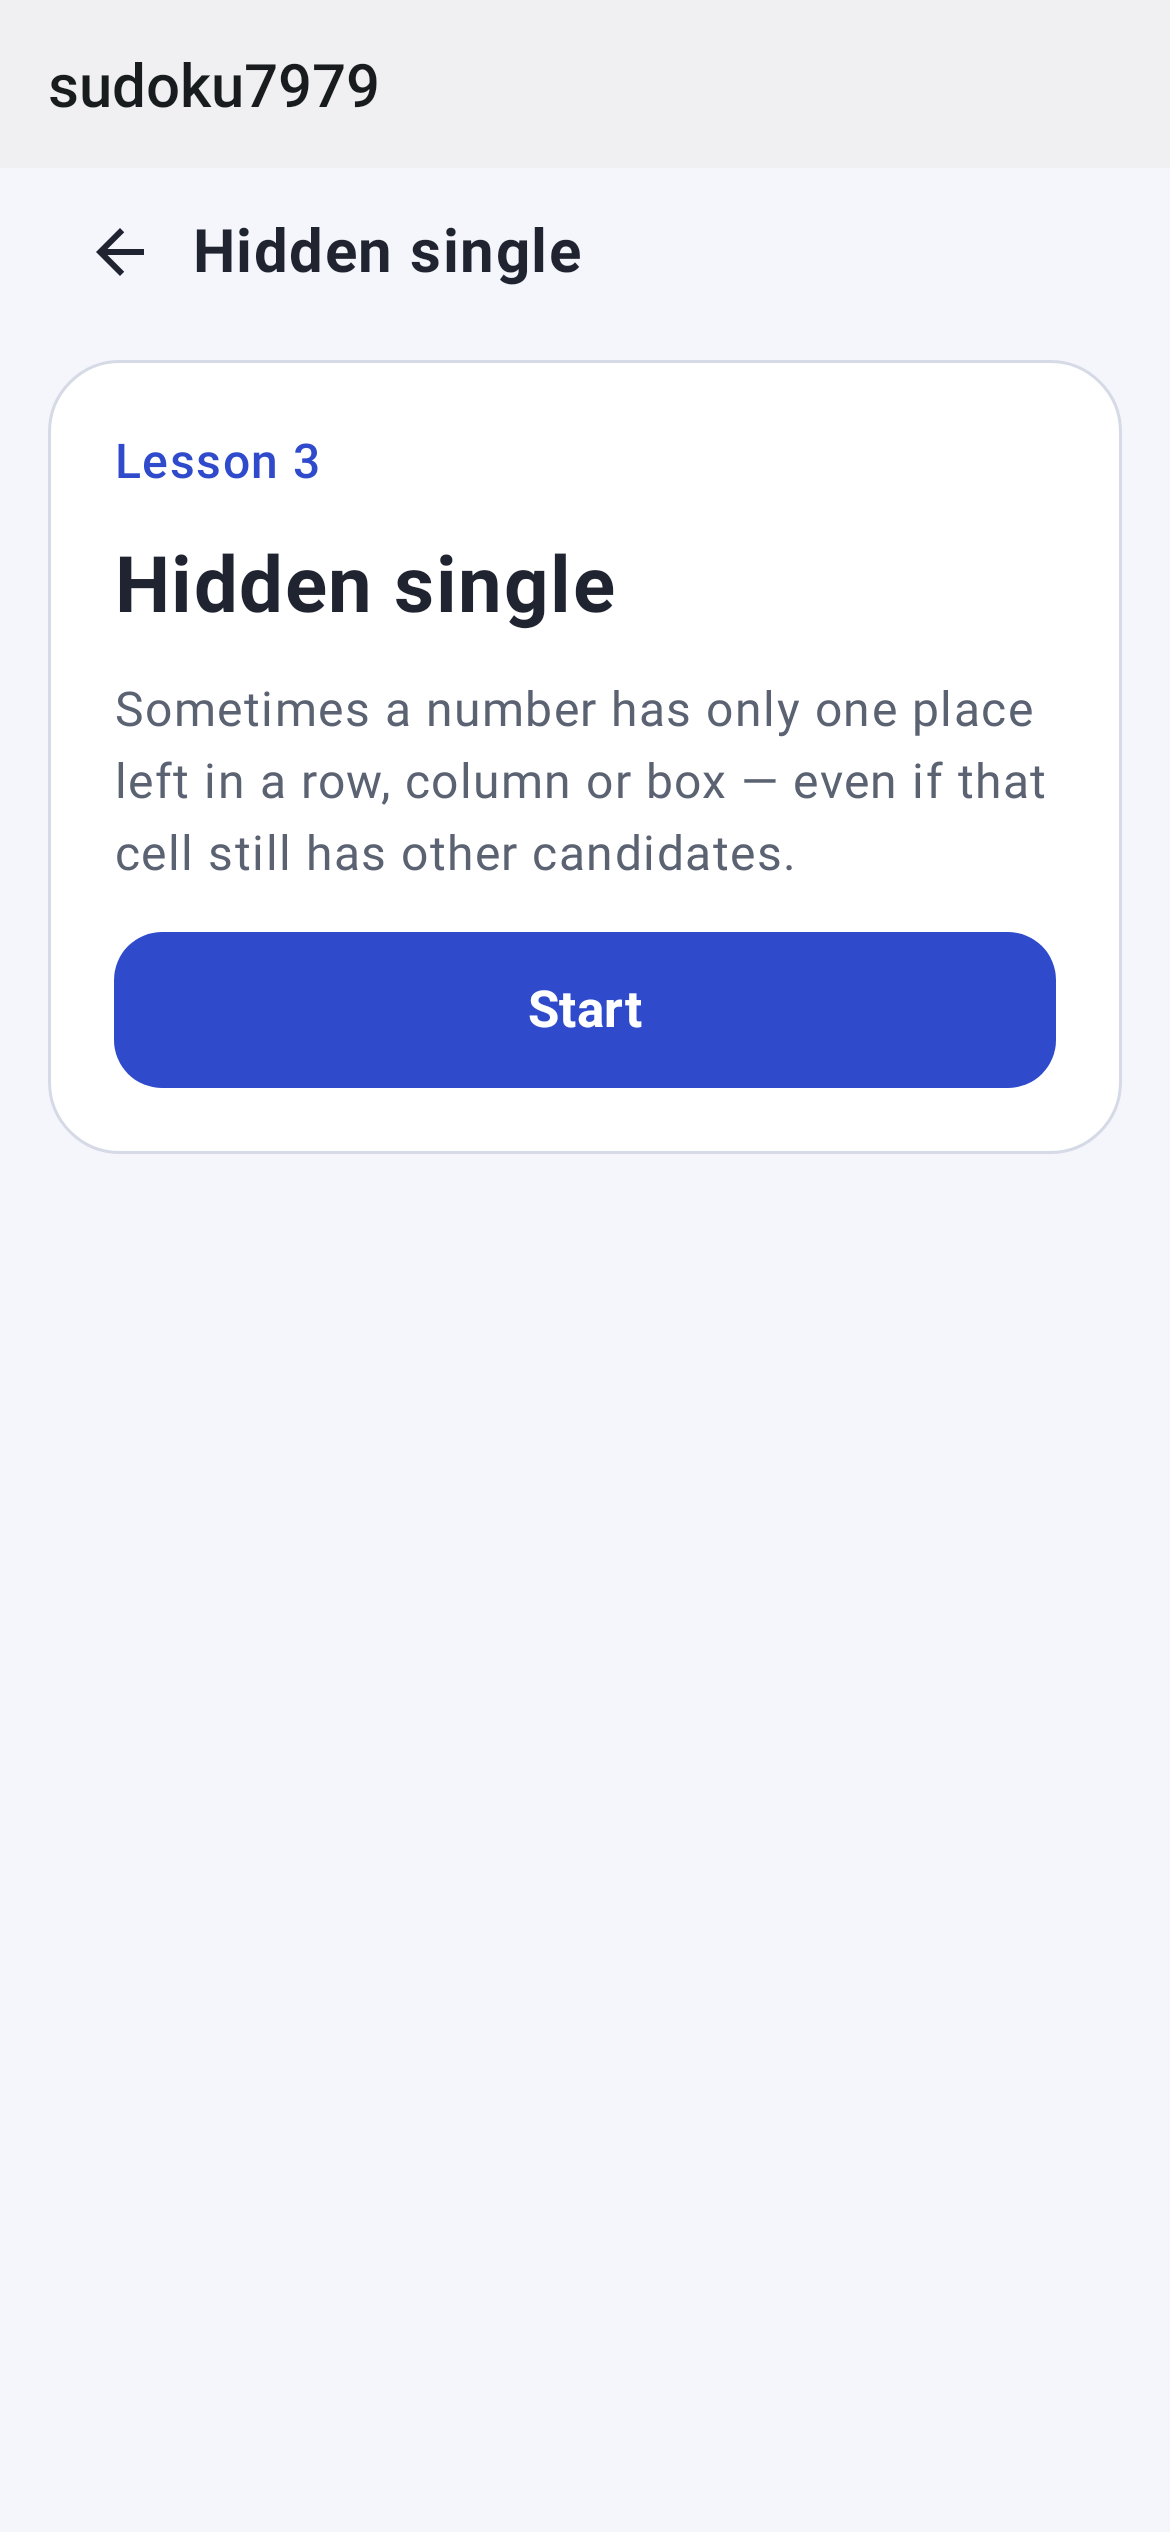 sudoku7979
Hidden single
Lesson 3
Hidden single
Sometimes a number has only one place
left in a row, column or box — even if that
cell still has other candidates.
Start